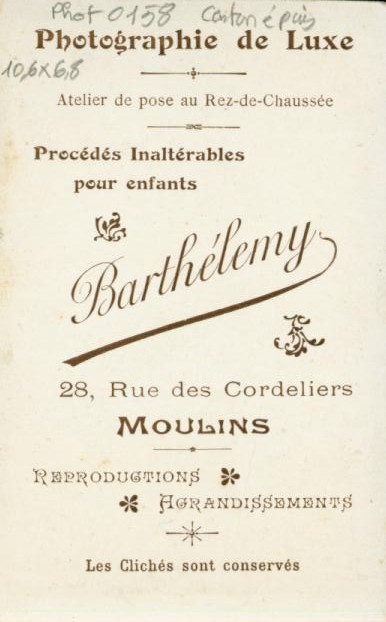 Phot 0158 Carton épais
Photographie de Luxe
10,6x6,8
Atelier de pose au Rez-de-Chaussée
Procédés Inaltérables
pour enfants
Barthélemy
28, Rue des Cordeliers
MOULINS
REPRODUCTIONS
AGRANDISSEMENTS
Les Clichés sont conservés